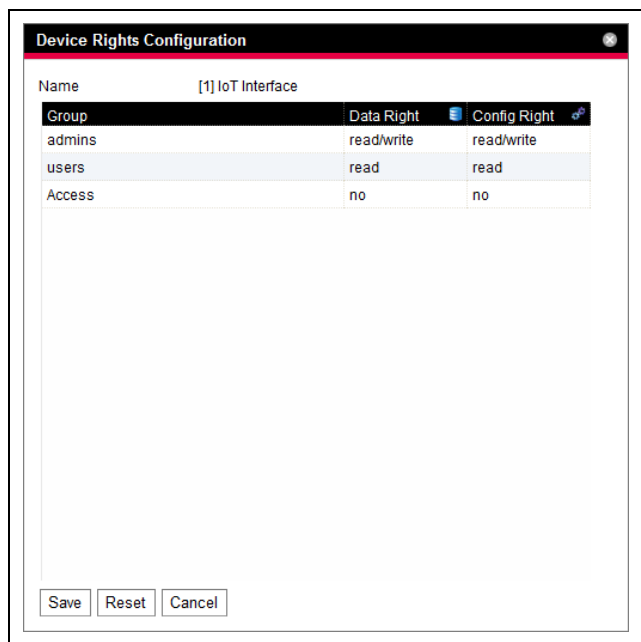 Device Rights Configuration
Name [1] IoT Interface
Group Data Right Config Right
admins read/write read/write
users read read
Access no no
Save Reset Cancel